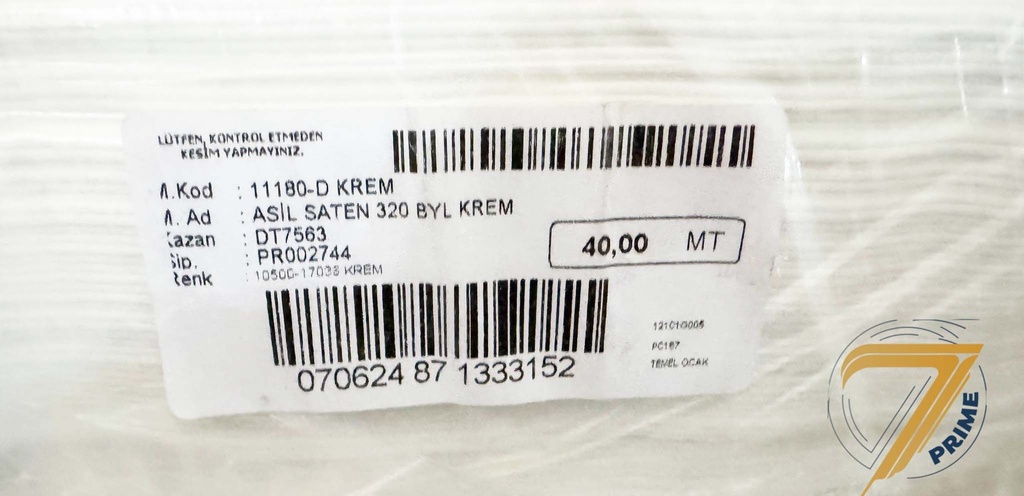 LÜTFEN, KONTROL ETMEDEN
KESİM YAPMAYINIZ.
M.Kod : 11180-D KREM
M. Ad : ASİL SATEN 320 BYL KREM
Kazan : DT7563
Sip. : PR002744
Renk : 10500-17038 KREM
40,00 MT
070624 87 1333152
PC167
TEMEL OCAK
7 PRIME